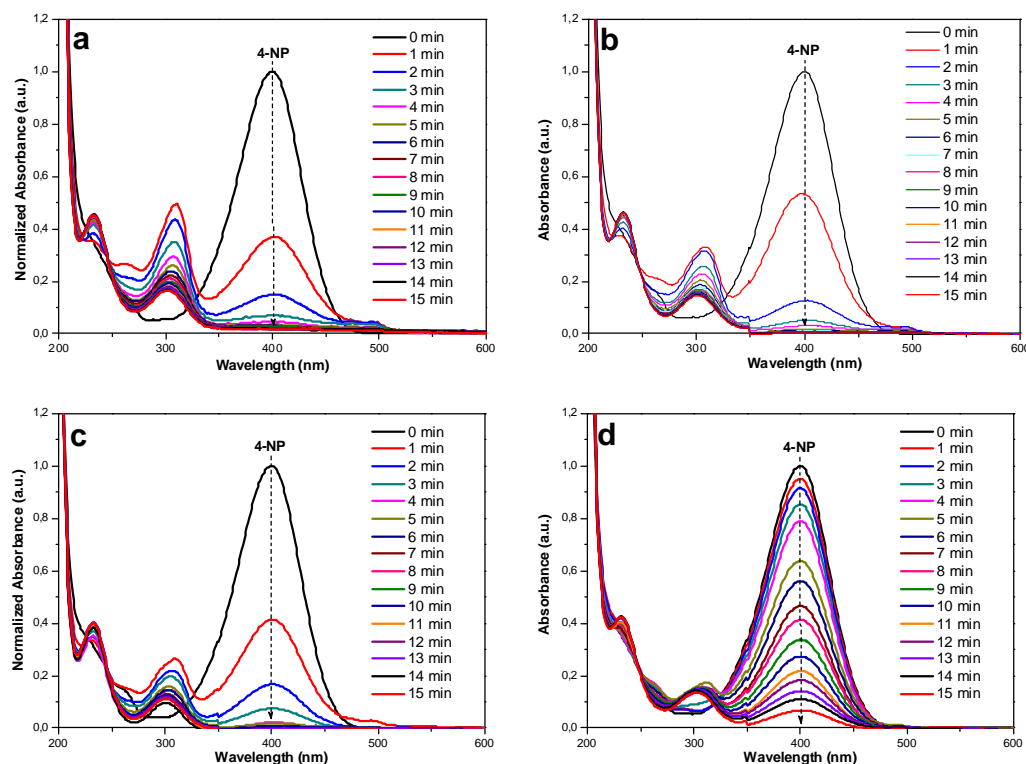 a
4-NP
0 min
1 min
2 min
3 min
4 min
5 min
6 min
7 min
8 min
9 min
10 min
11 min
12 min
13 min
14 min
15 min
Normalized Absorbance (a.u.)
1,2
1,0
0,8
0,6
0,4
0,2
0,0
200 300 400 500 600
Wavelength (nm)
b
4-NP
0 min
1 min
2 min
3 min
4 min
5 min
6 min
7 min
8 min
9 min
10 min
11 min
12 min
13 min
14 min
15 min
Absorbance (a.u.)
1,2
1,0
0,8
0,6
0,4
0,2
0,0
200 300 400 500 600
Wavelength (nm)
c
4-NP
0 min
1 min
2 min
3 min
4 min
5 min
6 min
7 min
8 min
9 min
10 min
11 min
12 min
13 min
14 min
15 min
Normalized Absorbance (a.u.)
1,2
1,0
0,8
0,6
0,4
0,2
0,0
200 300 400 500 600
Wavelength (nm)
d
4-NP
0 min
1 min
2 min
3 min
4 min
5 min
6 min
7 min
8 min
9 min
10 min
11 min
12 min
13 min
14 min
15 min
Absorbance (a.u.)
1,2
1,0
0,8
0,6
0,4
0,2
0,0
200 300 400 500 600
Wavelength (nm)